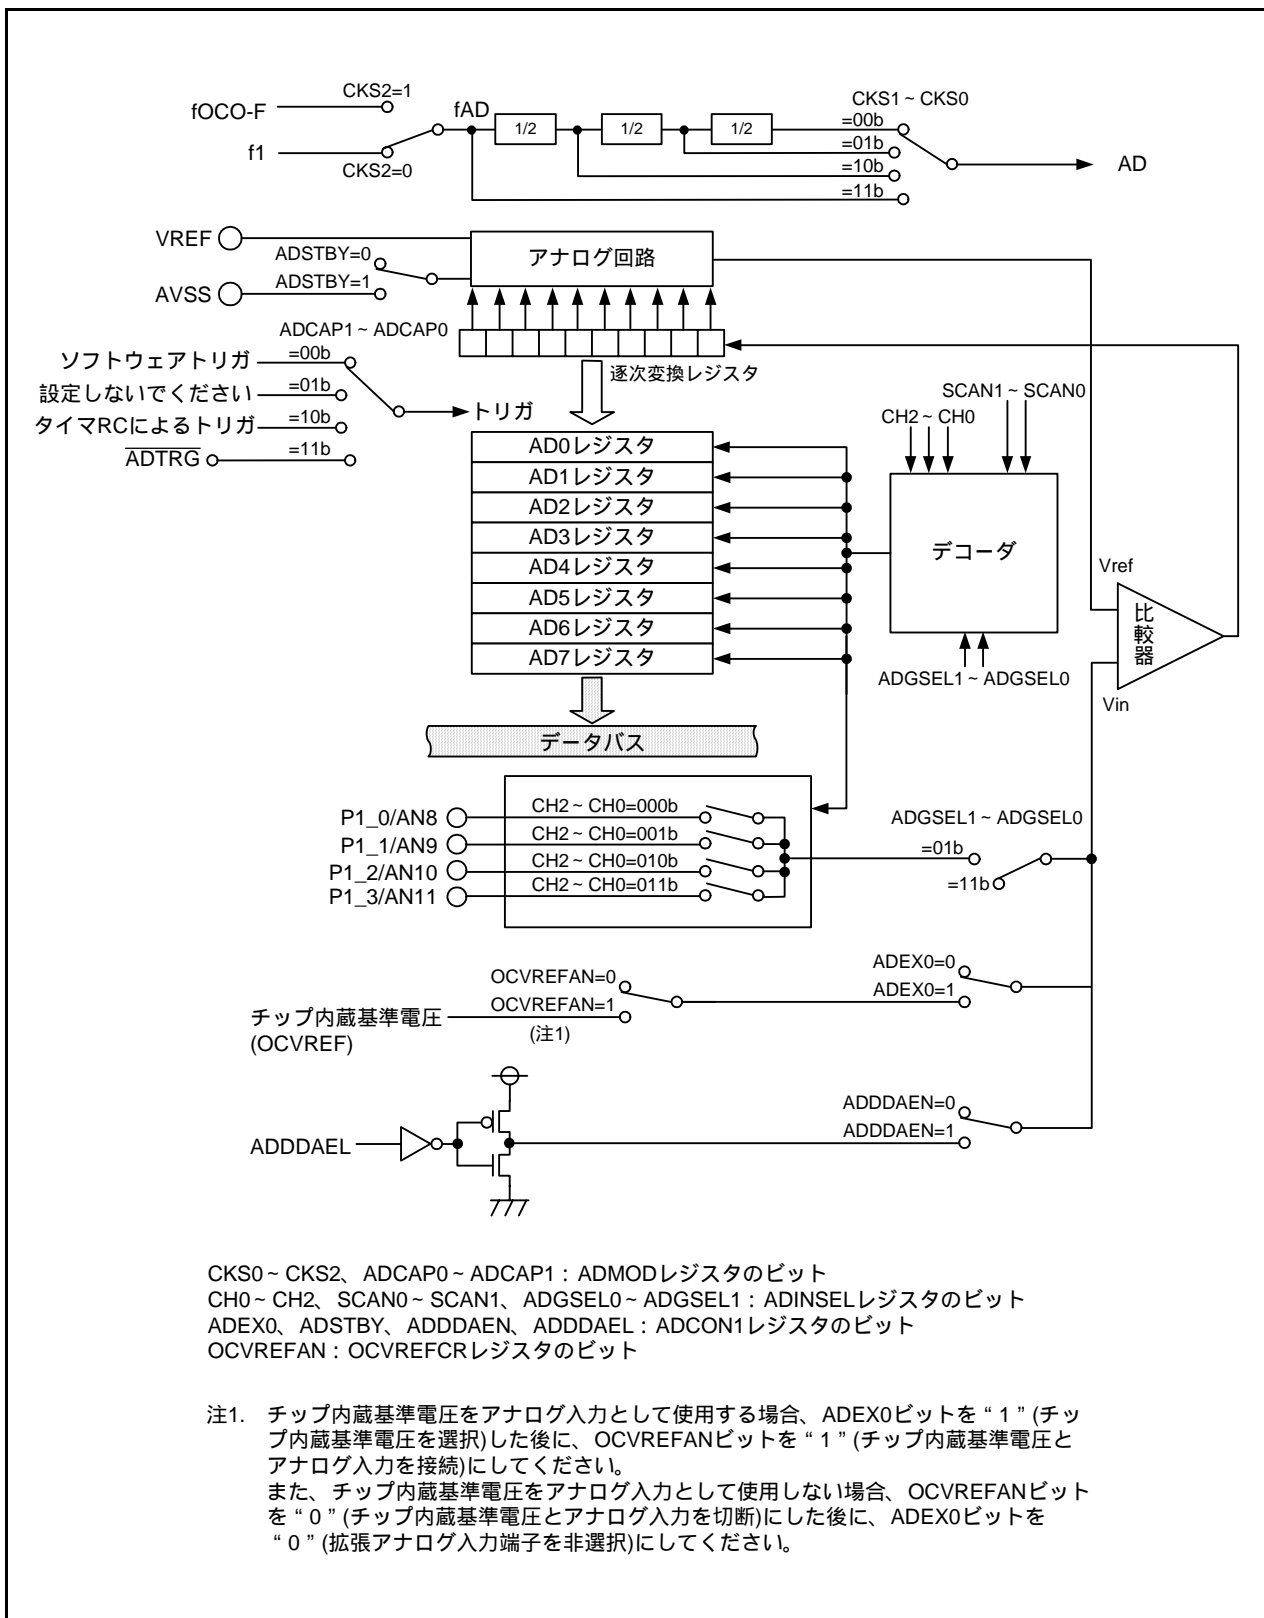 fOCO-F
CKS2=1
fAD
f1
CKS2=0
1/2
1/2
1/2
CKS1 ~ CKS0
=00b
=01b
=10b
=11b
AD
VREF
ADSTBY=0
AVSS
ADSTBY=1
アナログ回路
ADCAP1 ~ ADCAP0
ソフトウェアトリガ
=00b
設定しないでください
=01b
タイマRCによるトリガ
=10b
ADTRG
=11b
トリガ
逐次変換レジスタ
AD0レジスタ
AD1レジスタ
AD2レジスタ
AD3レジスタ
AD4レジスタ
AD5レジスタ
AD6レジスタ
AD7レジスタ
データバス
SCAN1 ~ SCAN0
CH2 ~ CH0
デコーダ
ADGSEL1 ~ ADGSEL0
Vref
比較器
Vin
P1_0/AN8
CH2 ~ CH0=000b
P1_1/AN9
CH2 ~ CH0=001b
P1_2/AN10
CH2 ~ CH0=010b
P1_3/AN11
CH2 ~ CH0=011b
ADGSEL1 ~ ADGSEL0
=01b
=11b
OCVREFAN=0
OCVREFAN=1
(注1)
チップ内蔵基準電圧
(OCVREF)
ADEX0=0
ADEX0=1
ADDDAEL
ADDDAEN=0
ADDDAEN=1
CKS0 ~ CKS2、ADCAP0 ~ ADCAP1 : ADMODレジスタのビット
CH0 ~ CH2、SCAN0 ~ SCAN1、ADGSEL0 ~ ADGSEL1 : ADINSELレジスタのビット
ADEX0、ADSTBY、ADDDAEN、ADDDAEL : ADCON1レジスタのビット
OCVREFAN : OCVREFCRレジスタのビット
注1. チップ内蔵基準電圧をアナログ入力として使用する場合、ADEX0ビットを “ 1 ” (チッ
プ内蔵基準電圧を選択)した後に、OCVREFANビットを “ 1 ” (チップ内蔵基準電圧と
アナログ入力を接続)にしてください。
また、チップ内蔵基準電圧をアナログ入力として使用しない場合、OCVREFANビット
を “ 0 ” (チップ内蔵基準電圧とアナログ入力を切断)にした後に、ADEX0ビットを
“ 0 ” (拡張アナログ入力端子を非選択)にしてください。